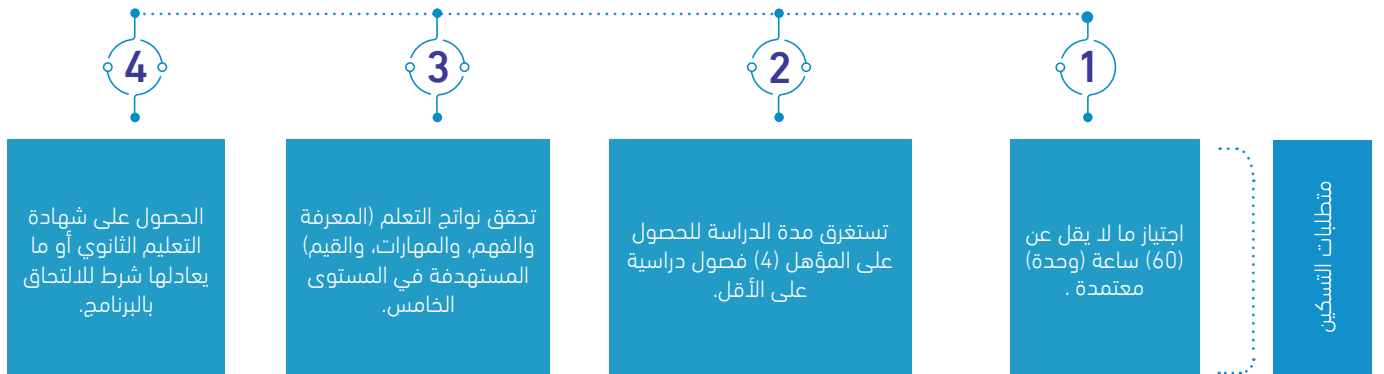 متطلبات التسكين
1
اجتياز ما لا يقل عن
(60) ساعة (وحدة)
معتمدة .
2
تستغرق مدة الدراسة للحصول
على المؤهل (4) فصول دراسية
على الأقل.
3
تحقق نواتج التعلم (المعرفة
والفهم، والمهارات، والقيم)
المستهدفة في المستوى
الخامس.
4
الحصول على شهادة
التعليم الثانوي أو ما
يعادلها شرط للالتحاق
بالبرنامج.